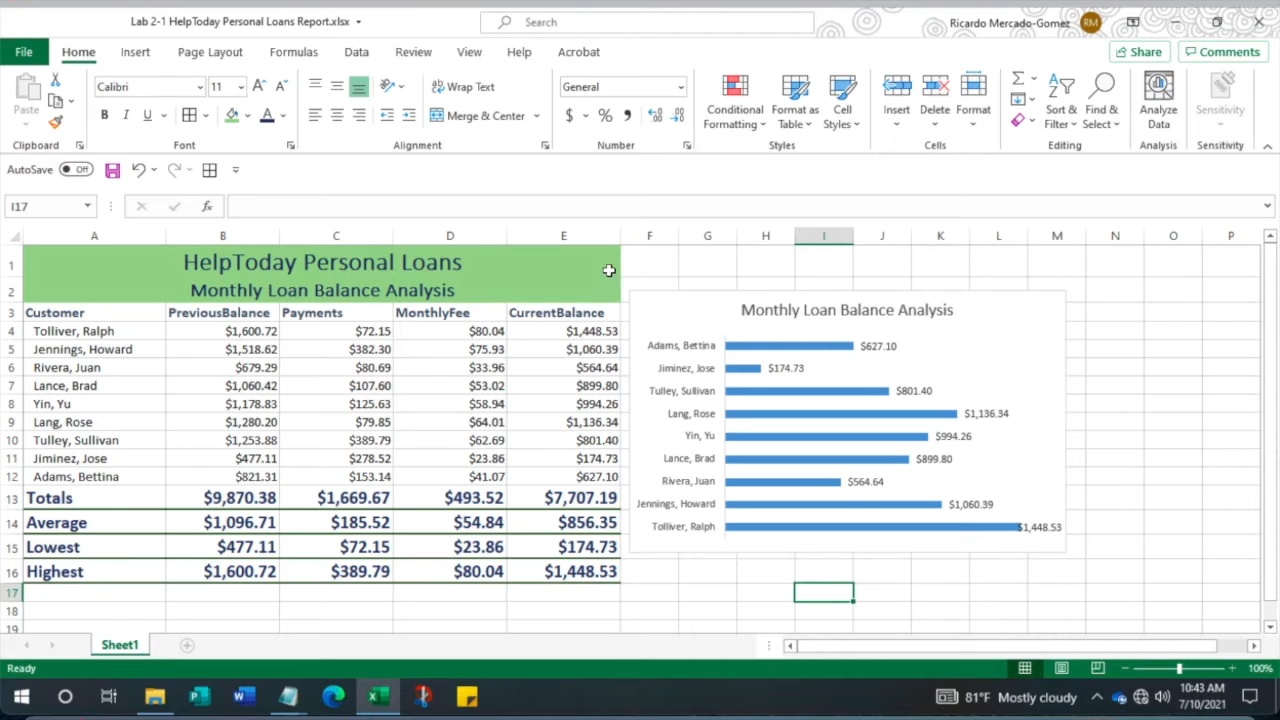 Lab 2-1 HelpToday Personal Loans Report.xlsx
Search
Ricardo Mercado-Gomez RM
File Home Insert Page Layout Formulas Data Review View Help Acrobat Share Comments
Paste Calibri 11 Wrap Text General Conditional Formatting Format as Table Cell Styles Insert Delete Format Sort & Filter Find & Select Analyze Data Sensitivity
B I U A Merge & Center $ %
Clipboard Font Alignment Number Styles Cells Editing Analysis Sensitivity
AutoSave Off
I17 fx
A B C D E F G H I J K L M N O P
1 HelpToday Personal Loans
2 Monthly Loan Balance Analysis
3 Customer PreviousBalance Payments MonthlyFee CurrentBalance
4 Tolliver, Ralph $1,600.72 $72.15 $80.04 $1,448.53
5 Jennings, Howard $1,518.62 $382.30 $75.93 $1,060.39
6 Rivera, Juan $679.29 $80.69 $33.96 $564.64
7 Lance, Brad $1,060.42 $107.60 $53.02 $899.80
8 Yin, Yu $1,178.83 $125.63 $58.94 $994.26
9 Lang, Rose $1,280.20 $79.85 $64.01 $1,136.34
10 Tulley, Sullivan $1,253.88 $389.79 $62.69 $801.40
11 Jiminez, Jose $477.11 $278.52 $23.86 $174.73
12 Adams, Bettina $821.31 $153.14 $41.07 $627.10
13 Totals $9,870.38 $1,669.67 $493.52 $7,707.19
14 Average $1,096.71 $185.52 $54.84 $856.35
15 Lowest $477.11 $72.15 $23.86 $174.73
16 Highest $1,600.72 $389.79 $80.04 $1,448.53
17
18
19
Monthly Loan Balance Analysis
Adams, Bettina $627.10
Jiminez, Jose $174.73
Tulley, Sullivan $801.40
Lang, Rose $1,136.34
Yin, Yu $994.26
Lance, Brad $899.80
Rivera, Juan $564.64
Jennings, Howard $1,060.39
Tolliver, Ralph $1,448.53
Sheet1
Ready 100%
81°F Mostly cloudy 10:43 AM
7/10/2021